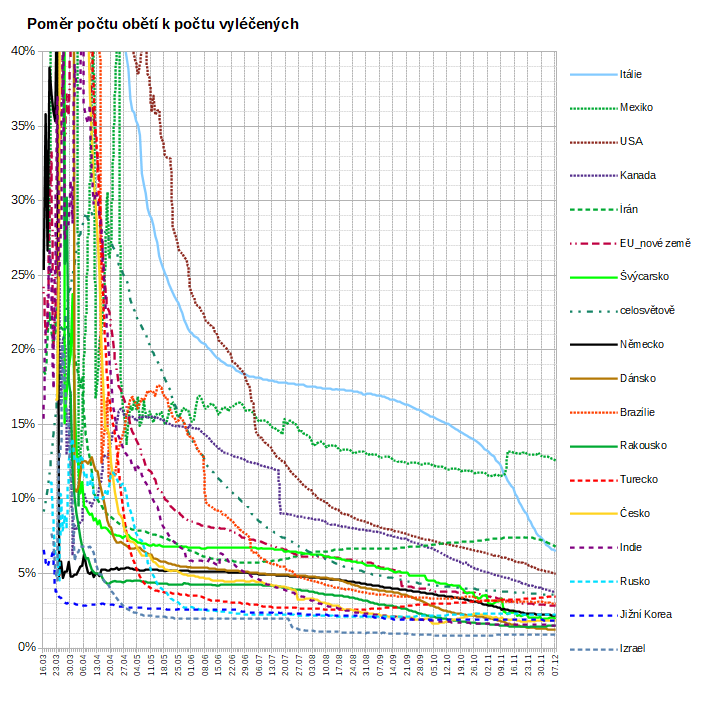 Poměr počtu obětí k počtu vyléčených
40%
35%
30%
25%
20%
15%
10%
5%
0%
16.03 23.03 30.03 06.04 13.04 20.04 27.04 04.05 11.05 18.05 25.05 01.06 08.06 15.06 22.06 29.06 06.07 13.07 20.07 27.07 03.08 10.08 17.08 24.08 31.08 07.09 14.09 21.09 28.09 05.10 12.10 19.10 26.10 02.11 09.11 16.11 23.11 30.11 07.12
Itálie
Mexiko
USA
Kanada
Írán
EU_nové země
Švýcarsko
celosvětově
Německo
Dánsko
Brazílie
Rakousko
Turecko
Česko
Indie
Rusko
Jižní Korea
Izrael